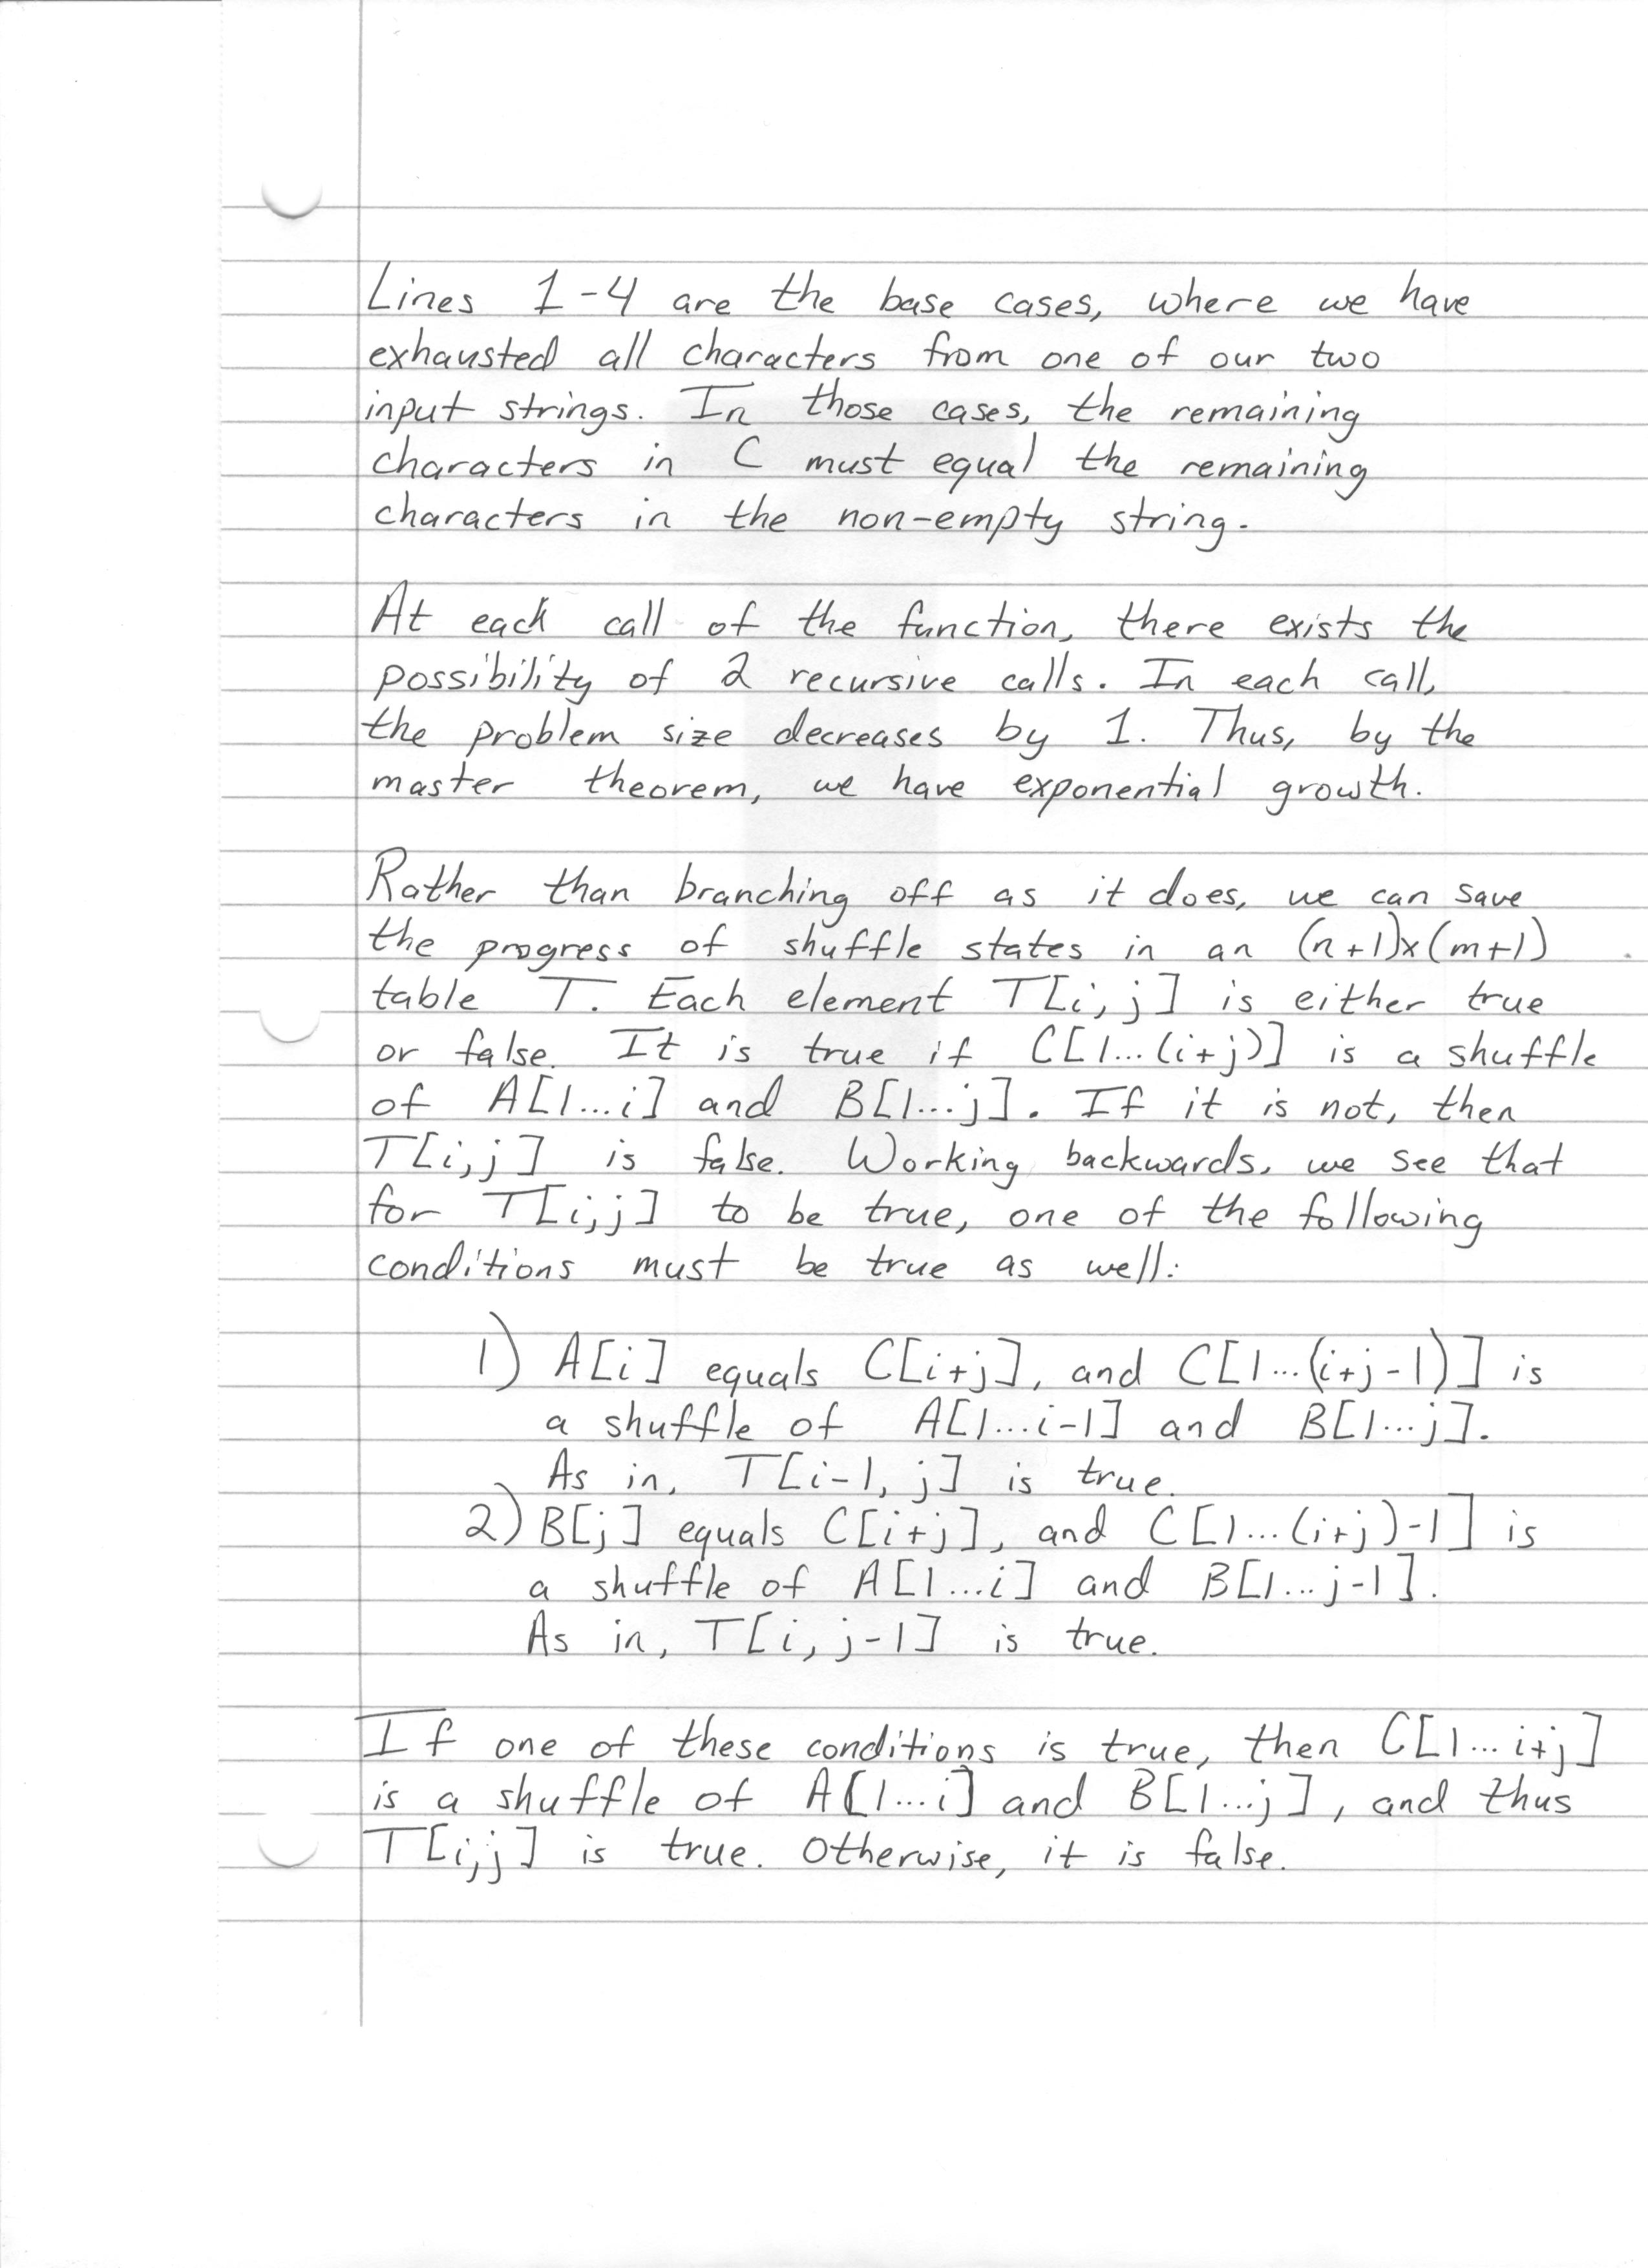 Lines 1-4 are the base cases, where we have
exhausted all characters from one of our two
input strings. In those cases, the remaining
characters in C must equal the remaining
characters in the non-empty string.
At each call of the function, there exists the
possibility of 2 recursive calls. In each call,
the problem size decreases by 1. Thus, by the
master theorem, we have exponential growth.
Rather than branching off as it does, we can save
the progress of shuffle states in an (n+1)x(m+1)
table T. Each element T[i,j] is either true
or false. It is true if C[1...(i+j)] is a shuffle
of A[1...i] and B[1...j]. If it is not, then
T[i,j] is false. Working backwards, we see that
for T[i,j] to be true, one of the following
conditions must be true as well:
1) A[i] equals C[i+j], and C[1...(i+j-1)] is
a shuffle of A[1...i-1] and B[1...j].
As in, T[i-1, j] is true.
2) B[j] equals C[i+j], and C[1...(i+j)-1] is
a shuffle of A[1...i] and B[1...j-1].
As in, T[i, j-1] is true.
If one of these conditions is true, then C[1...i+j]
is a shuffle of A[1...i] and B[1...j], and thus
T[i,j] is true. Otherwise, it is false.